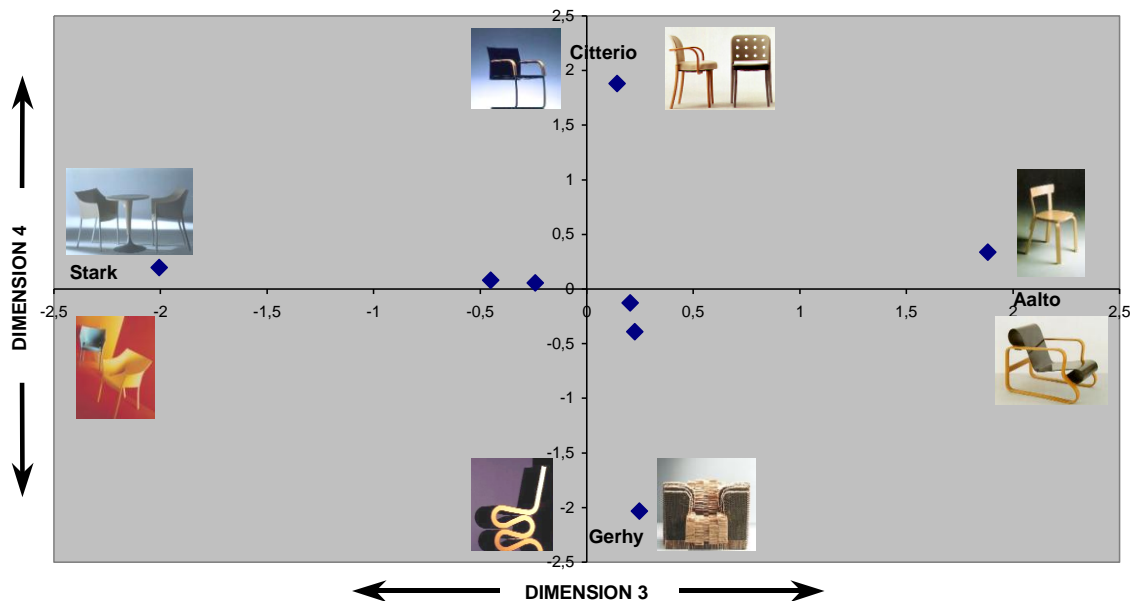 2,5
Citterio
2
1,5
1
0,5
Stark
0
-2,5 -2 -1,5 -1 -0,5 0 0,5 1 1,5 2 2,5
Aalto
-0,5
-1
-1,5
-2
Gerhy
-2,5
DIMENSION 4
DIMENSION 3